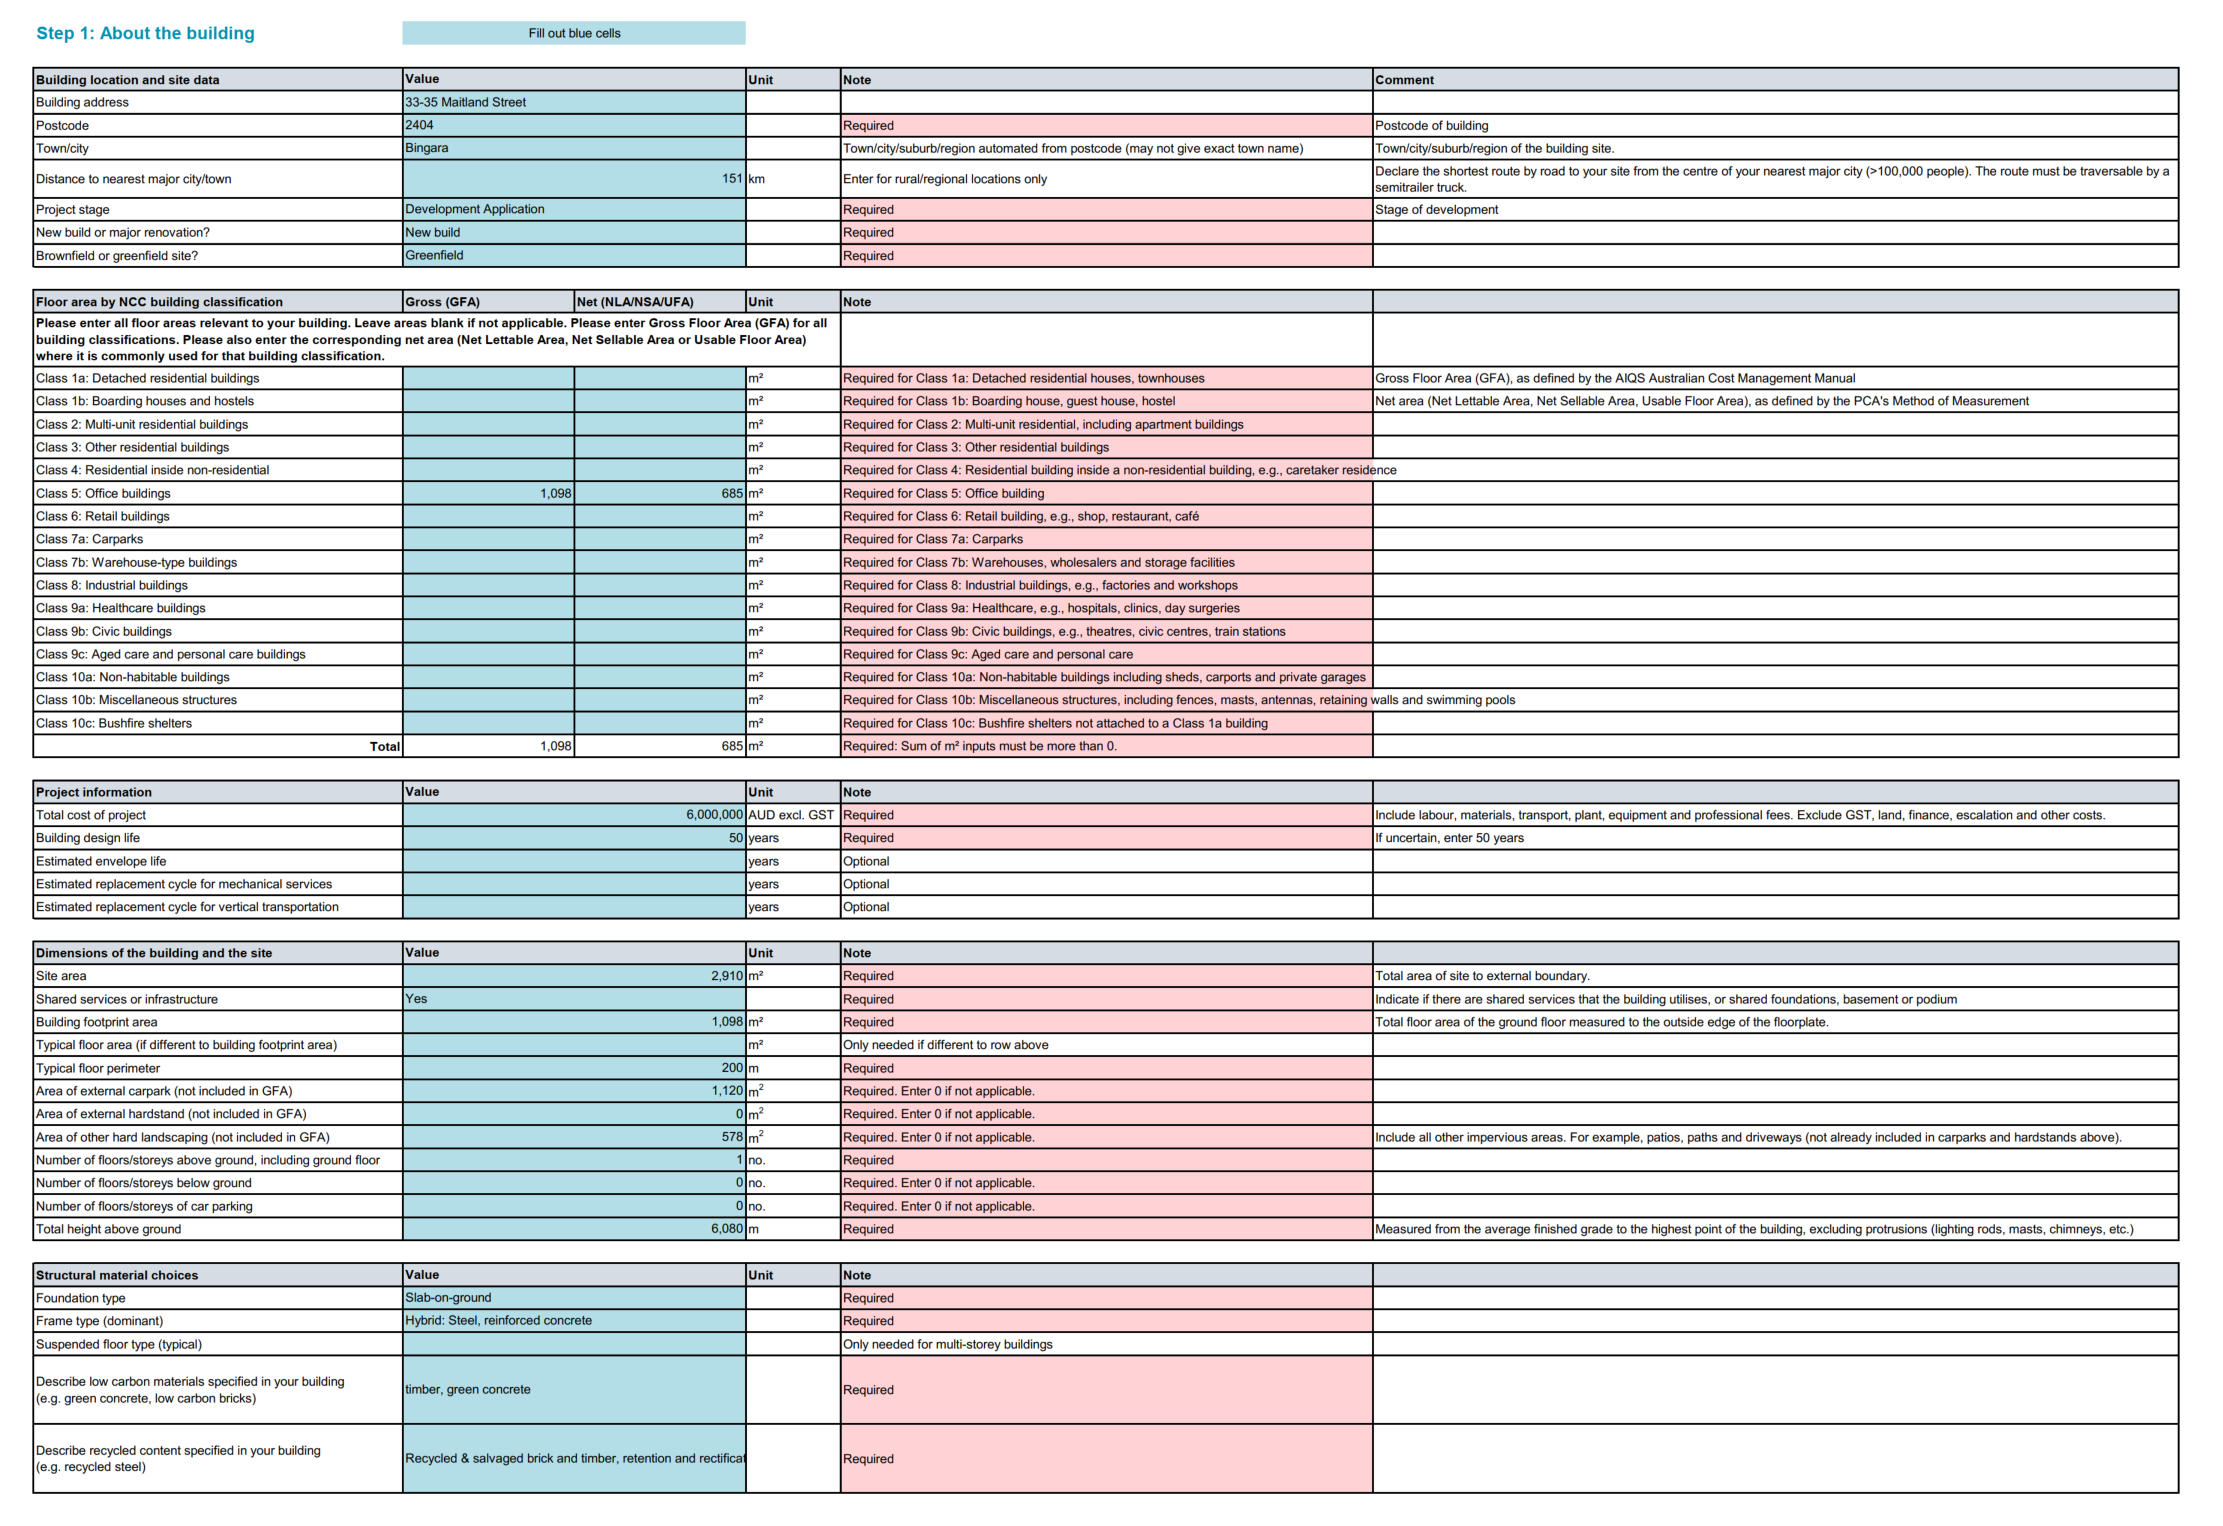 Step 1: About the building
Fill out blue cells
Building location and site data Value Unit Note Comment
Building address 33-35 Maitland Street
Postcode 2404 Required Postcode of building
Town/city Bingara Town/city/suburb/region automated from postcode (may not give exact town name) Town/city/suburb/region of the building site.
Distance to nearest major city/town 151 km Enter for rural/regional locations only Declare the shortest route by road to your site from the centre of your nearest major city (>100,000 people). The route must be traversable by a
semitrailer truck.
Project stage Development Application Required Stage of development
New build or major renovation? New build Required
Brownfield or greenfield site? Greenfield Required
Floor area by NCC building classification Gross (GFA) Net (NLA/NSA/UFA) Unit Note
Please enter all floor areas relevant to your building. Leave areas blank if not applicable. Please enter Gross Floor Area (GFA) for all
building classifications. Please also enter the corresponding net area (Net Lettable Area, Net Sellable Area or Usable Floor Area)
where it is commonly used for that building classification.
Class 1a: Detached residential buildings m² Required for Class 1a: Detached residential houses, townhouses Gross Floor Area (GFA), as defined by the AIQS Australian Cost Management Manual
Class 1b: Boarding houses and hostels m² Required for Class 1b: Boarding house, guest house, hostel Net area (Net Lettable Area, Net Sellable Area, Usable Floor Area), as defined by the PCA's Method of Measurement
Class 2: Multi-unit residential buildings m² Required for Class 2: Multi-unit residential, including apartment buildings
Class 3: Other residential buildings m² Required for Class 3: Other residential buildings
Class 4: Residential inside non-residential m² Required for Class 4: Residential building inside a non-residential building, e.g., caretaker residence
Class 5: Office buildings 1,098 685 m² Required for Class 5: Office building
Class 6: Retail buildings m² Required for Class 6: Retail building, e.g., shop, restaurant, café
Class 7a: Carparks m² Required for Class 7a: Carparks
Class 7b: Warehouse-type buildings m² Required for Class 7b: Warehouses, wholesalers and storage facilities
Class 8: Industrial buildings m² Required for Class 8: Industrial buildings, e.g., factories and workshops
Class 9a: Healthcare buildings m² Required for Class 9a: Healthcare, e.g., hospitals, clinics, day surgeries
Class 9b: Civic buildings m² Required for Class 9b: Civic buildings, e.g., theatres, civic centres, train stations
Class 9c: Aged care and personal care buildings m² Required for Class 9c: Aged care and personal care
Class 10a: Non-habitable buildings m² Required for Class 10a: Non-habitable buildings including sheds, carports and private garages
Class 10b: Miscellaneous structures m² Required for Class 10b: Miscellaneous structures, including fences, masts, antennas, retaining walls and swimming pools
Class 10c: Bushfire shelters m² Required for Class 10c: Bushfire shelters not attached to a Class 1a building
Total 1,098 685 m² Required: Sum of m² inputs must be more than 0.
Project information Value Unit Note
Total cost of project 6,000,000 AUD excl. GST Required Include labour, materials, transport, plant, equipment and professional fees. Exclude GST, land, finance, escalation and other costs.
Building design life 50 years Required If uncertain, enter 50 years
Estimated envelope life years Optional
Estimated replacement cycle for mechanical services years Optional
Estimated replacement cycle for vertical transportation years Optional
Dimensions of the building and the site Value Unit Note
Site area 2,910 m² Required Total area of site to external boundary.
Shared services or infrastructure Yes Required Indicate if there are shared services that the building utilises, or shared foundations, basement or podium
Building footprint area 1,098 m² Required Total floor area of the ground floor measured to the outside edge of the floorplate.
Typical floor area (if different to building footprint area) m² Only needed if different to row above
Typical floor perimeter 200 m Required
Area of external carpark (not included in GFA) 1,120 m² Required. Enter 0 if not applicable.
Area of external hardstand (not included in GFA) 0 m² Required. Enter 0 if not applicable.
Area of other hard landscaping (not included in GFA) 578 m² Required. Enter 0 if not applicable. Include all other impervious areas. For example, patios, paths and driveways (not already included in carparks and hardstands above).
Number of floors/storeys above ground, including ground floor 1 no. Required
Number of floors/storeys below ground 0 no. Required. Enter 0 if not applicable.
Number of floors/storeys of car parking 0 no. Required. Enter 0 if not applicable.
Total height above ground 6,080 m Required Measured from the average finished grade to the highest point of the building, excluding protrusions (lighting rods, masts, chimneys, etc.)
Structural material choices Value Unit Note
Foundation type Slab-on-ground Required
Frame type (dominant) Hybrid: Steel, reinforced concrete Required
Suspended floor type (typical) Only needed for multi-storey buildings
Describe low carbon materials specified in your building
(e.g. green concrete, low carbon bricks) timber, green concrete Required
Describe recycled content specified in your building
(e.g. recycled steel) Recycled & salvaged brick and timber, retention and rectificat Required